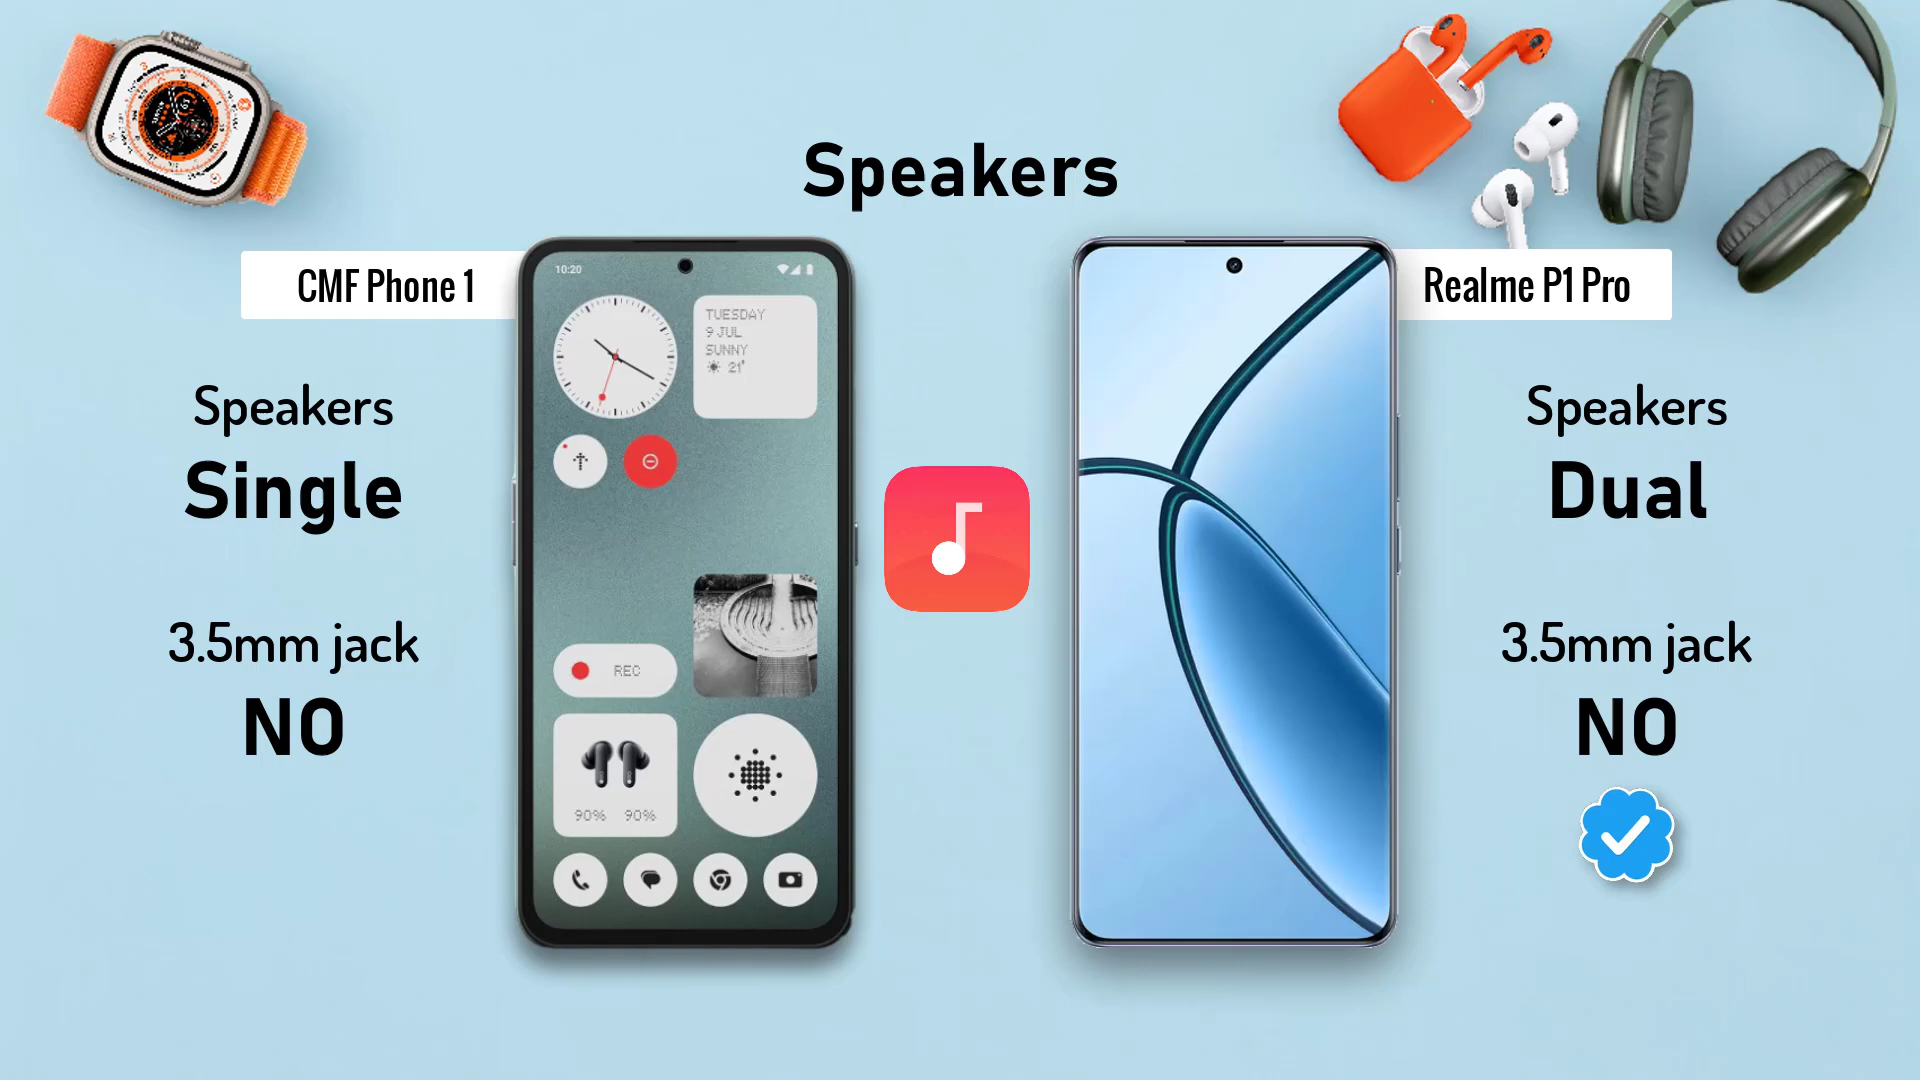 Speakers
CMF Phone 1
Realme P1 Pro
Speakers
Single
3.5mm jack
NO
10:20
TUESDAY
9 JUL
SUNNY
21°
REC
90% 90%
Speakers
Dual
3.5mm jack
NO